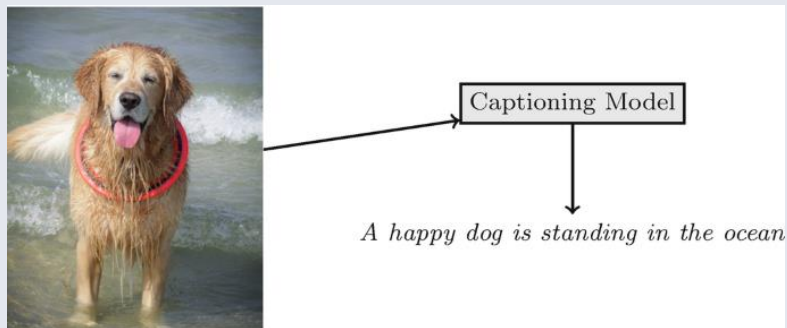 Captioning Model
A happy dog is standing in the ocean